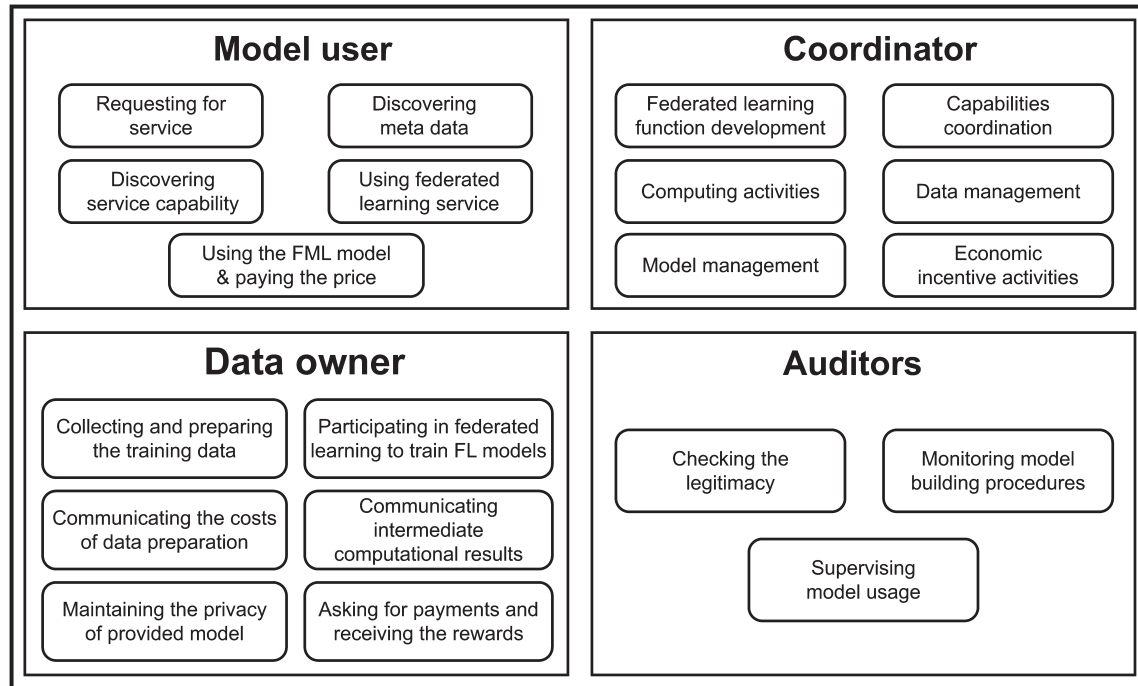 Model user
Requesting for
service
Discovering
meta data
Discovering
service capability
Using federated
learning service
Using the FML model
& paying the price
Coordinator
Federated learning
function development
Capabilities
coordination
Computing activities
Data management
Model management
Economic
incentive activities
Data owner
Collecting and preparing
the training data
Participating in federated
learning to train FL models
Communicating the costs
of data preparation
Communicating
intermediate
computational results
Maintaining the privacy
of provided model
Asking for payments and
receiving the rewards
Auditors
Checking the
legitimacy
Monitoring model
building procedures
Supervising
model usage